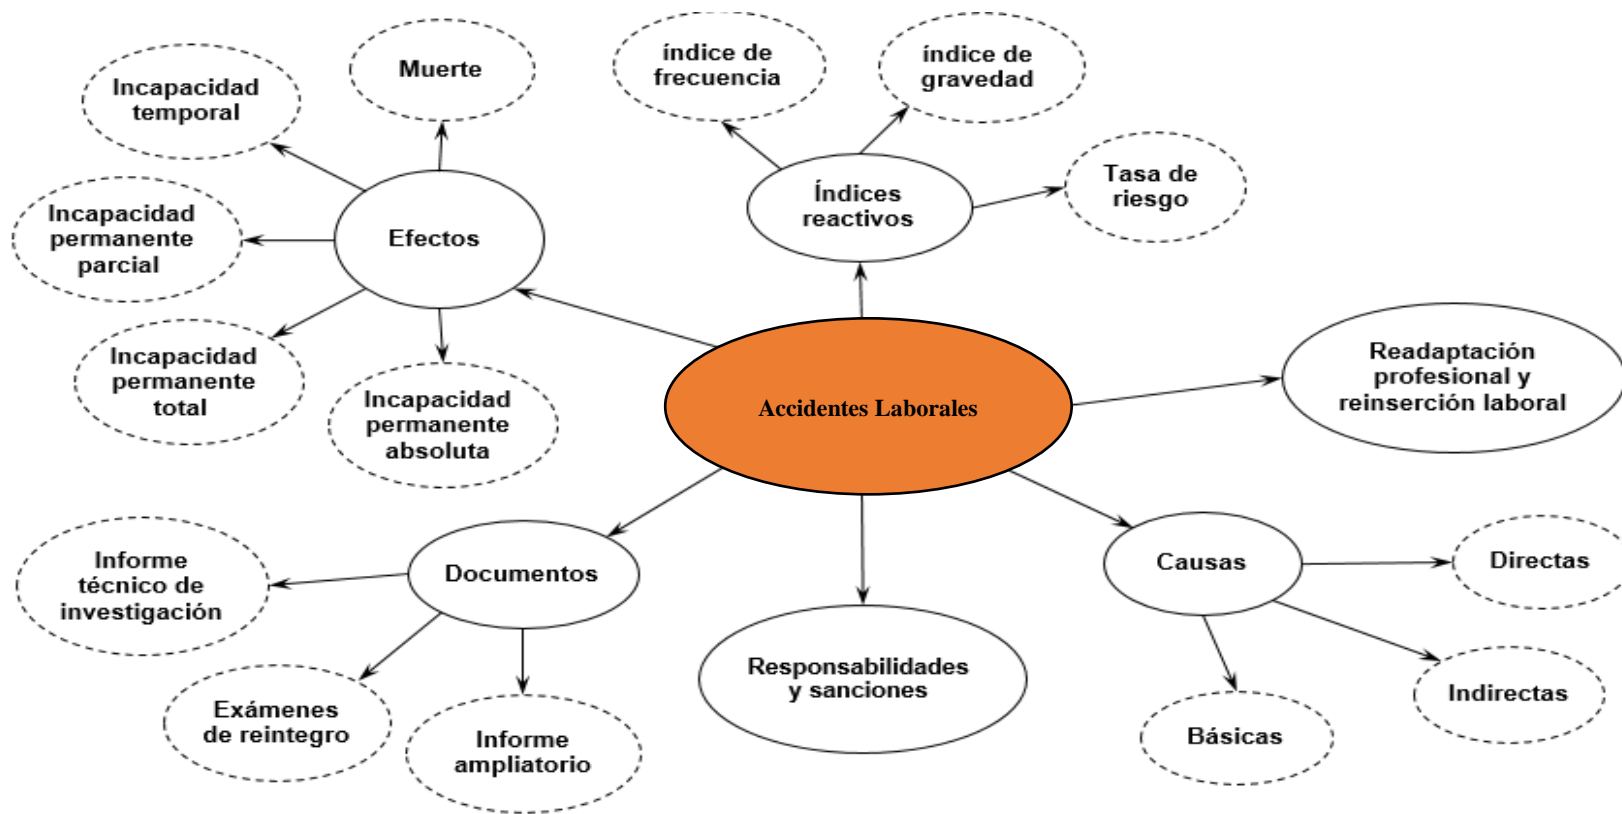 Muerte
Incapacidad
temporal
Incapacidad
permanente
parcial
Efectos
Incapacidad
permanente
total
Incapacidad
permanente
absoluta
índice de
frecuencia
índice de
gravedad
Tasa de
riesgo
Índices
reactivos
Accidentes Laborales
Readaptación
profesional y
reinserción laboral
Documentos
Informe
técnico de
investigación
Exámenes
de reintegro
Informe
ampliatorio
Responsabilidades
y sanciones
Causas
Directas
Indirectas
Básicas